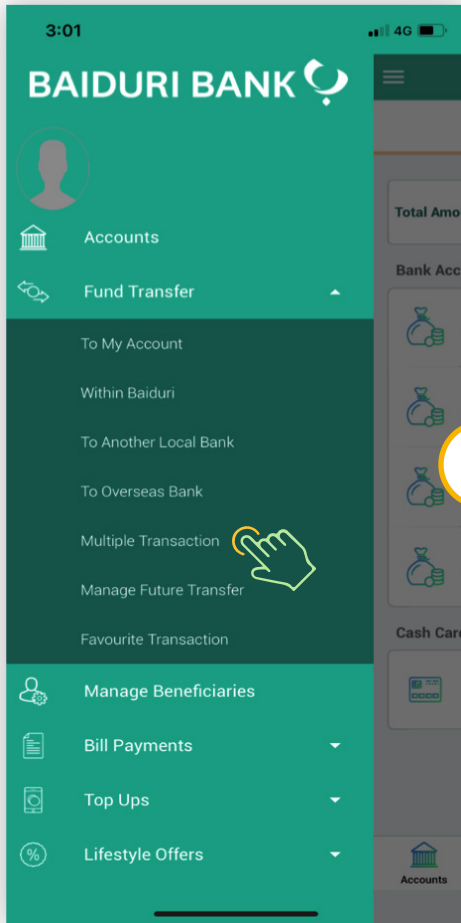 3:01
4G
BAIDURI BANK
Accounts
Fund Transfer
To My Account
Within Baiduri
To Another Local Bank
To Overseas Bank
Multiple Transaction
Manage Future Transfer
Favourite Transaction
Manage Beneficiaries
Bill Payments
Top Ups
%
Lifestyle Offers
Total Amo
Bank Acc
Cash Card
Accounts